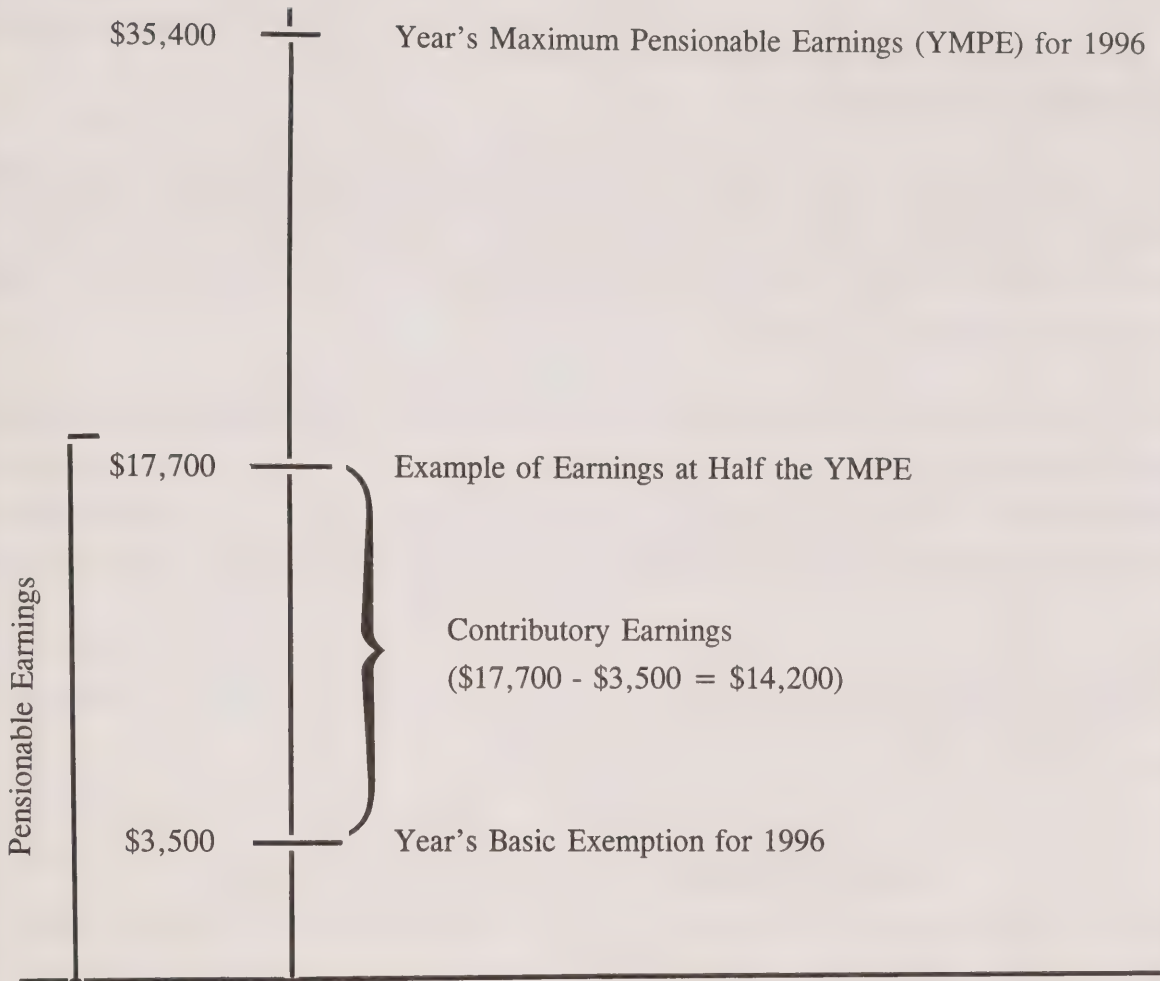 $35,400 Year's Maximum Pensionable Earnings (YMPE) for 1996
$17,700 Example of Earnings at Half the YMPE
Contributory Earnings
($17,700 - $3,500 = $14,200)
Pensionable Earnings
$3,500 Year's Basic Exemption for 1996